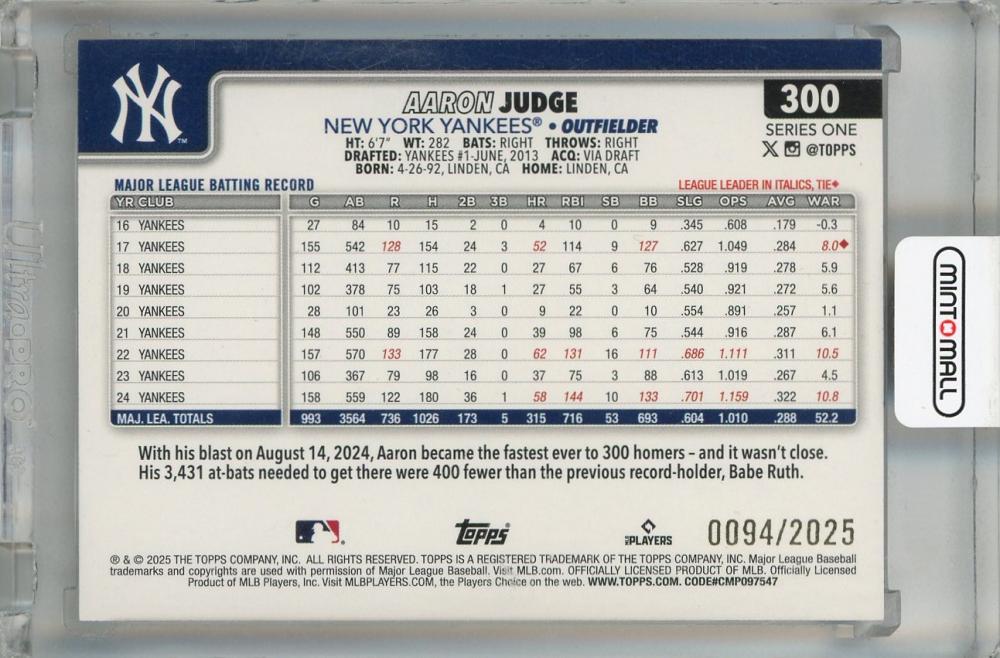 NY
TM
AARON JUDGE
NEW YORK YANKEES® • OUTFIELDER
HT: 6'7" WT: 282 BATS: RIGHT THROWS: RIGHT
DRAFTED: YANKEES #1-JUNE, 2013 ACQ: VIA DRAFT
BORN: 4-26-92, LINDEN, CA HOME: LINDEN, CA
300
SERIES ONE
X @TOPPS
MAJOR LEAGUE BATTING RECORD
LEAGUE LEADER IN ITALICS, TIE♦
YR CLUB G AB R H 2B 3B HR RBI SB BB SLG OPS AVG WAR
16 YANKEES 27 84 10 15 2 0 4 10 0 9 .345 .608 .179 -0.3
17 YANKEES 155 542 128 154 24 3 52 114 9 127 .627 1.049 .284 8.0♦
18 YANKEES 112 413 77 115 22 0 27 67 6 76 .528 .919 .278 5.9
19 YANKEES 102 378 75 103 18 1 27 55 3 64 .540 .921 .272 5.6
20 YANKEES 28 101 23 26 3 0 9 22 0 10 .554 .891 .257 1.1
21 YANKEES 148 550 89 158 24 0 39 98 6 75 .544 .916 .287 6.1
22 YANKEES 157 570 133 177 28 0 62 131 16 111 .686 1.111 .311 10.5
23 YANKEES 106 367 79 98 16 0 37 75 3 88 .613 1.019 .267 4.5
24 YANKEES 158 559 122 180 36 1 58 144 10 133 .701 1.159 .322 10.8
MAJ. LEA. TOTALS 993 3564 736 1026 173 5 315 716 53 693 .604 1.010 .288 52.2
With his blast on August 14, 2024, Aaron became the fastest ever to 300 homers – and it wasn't close.
His 3,431 at-bats needed to get there were 400 fewer than the previous record-holder, Babe Ruth.
topps
PLAYERS
0094/2025
® & © 2025 THE TOPPS COMPANY, INC. ALL RIGHTS RESERVED. TOPPS IS A REGISTERED TRADEMARK OF THE TOPPS COMPANY, INC. Major League Baseball
trademarks and copyrights are used with permission of Major League Baseball. Visit MLB.com. OFFICIALLY LICENSED PRODUCT OF MLB. Officially Licensed
Product of MLB Players, Inc. Visit MLBPLAYERS.COM, the Players Choice on the web. WWW.TOPPS.COM. CODE#CMP097547
MINT MALL
Ultra PRO